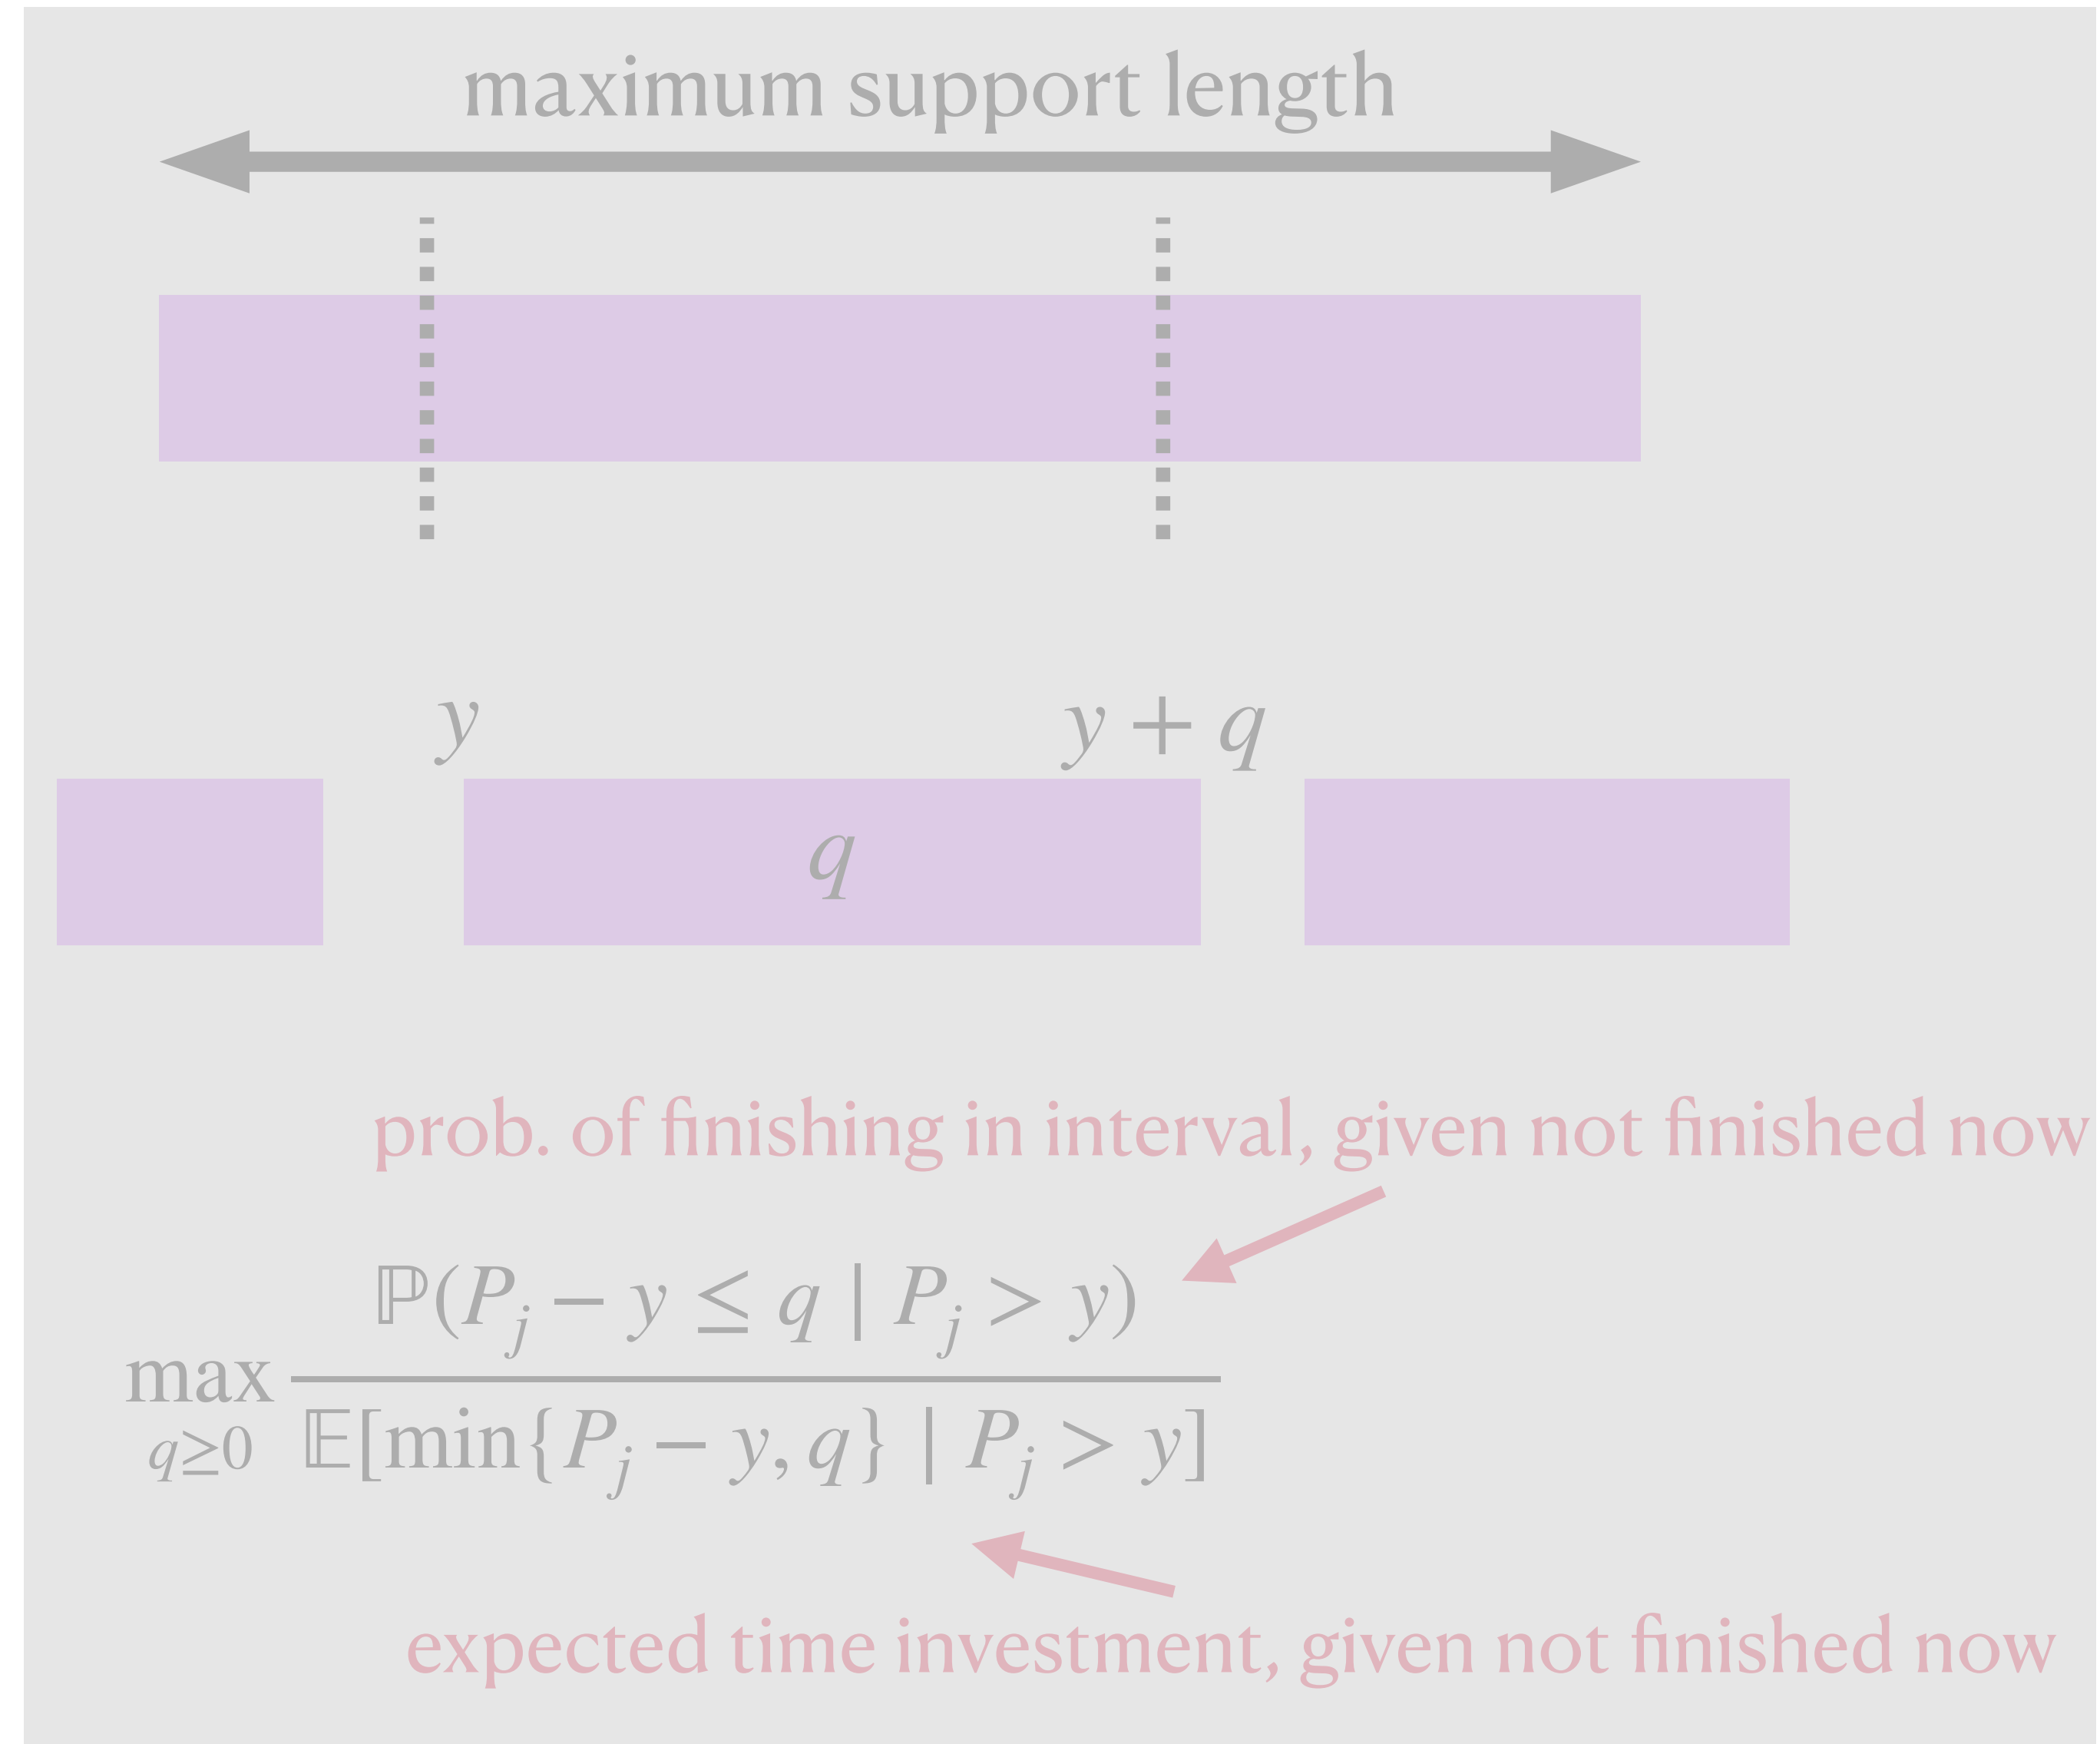 maximum support length
y y + q
q
prob. of finishing in interval, given not finished now
max_{q≥0} ℙ(P_j − y ≤ q | P_j > y) / 𝔼[min{P_j − y, q} | P_j > y]
expected time investment, given not finished now